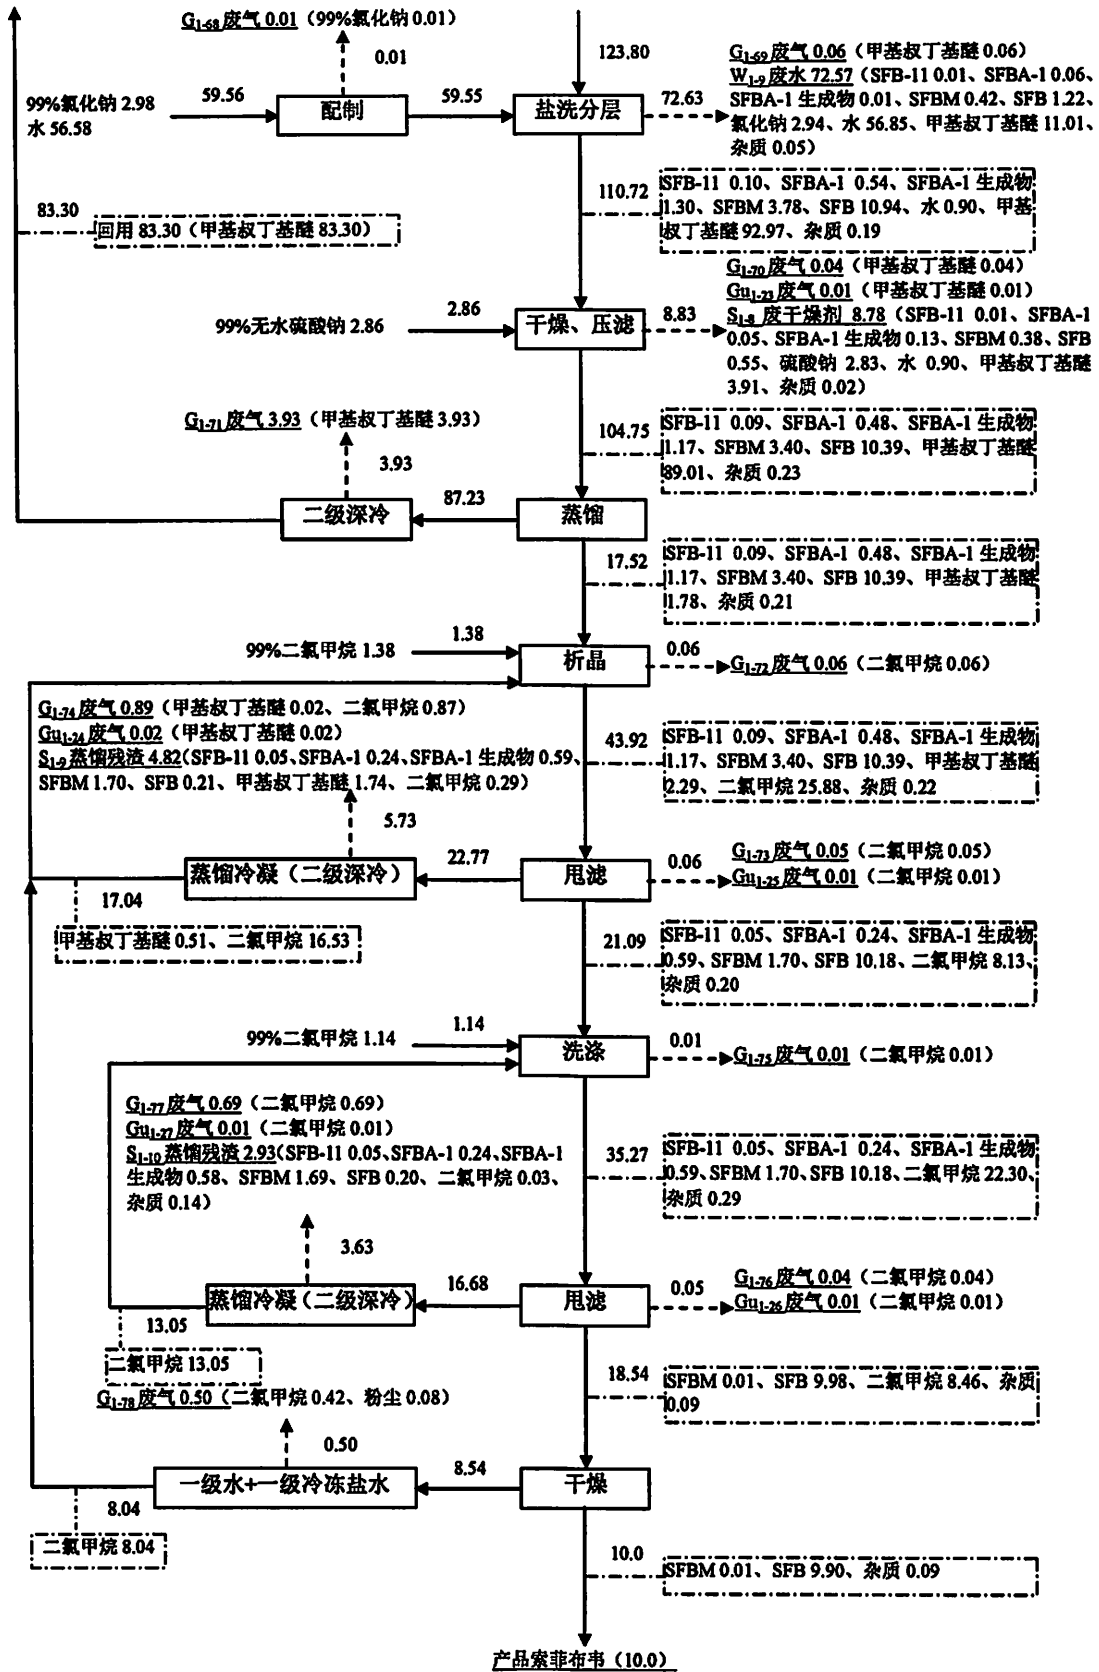 G1-68废气 0.01（99%氯化钠 0.01）
0.01
123.80
G1-69废气 0.06（甲基叔丁基醚 0.06）
W1-9废水 72.57（SFB-11 0.01、SFBA-1 0.06、
SFBA-1 生成物 0.01、SFBM 0.42、SFB 1.22、
氯化钠 2.94、水 56.85、甲基叔丁基醚 11.01、
杂质 0.05）
99%氯化钠 2.98
水 56.58
59.56
配制
59.55
盐洗分层
72.63
110.72
SFB-11 0.10、SFBA-1 0.54、SFBA-1 生成物
1.30、SFBM 3.78、SFB 10.94、水 0.90、甲基
叔丁基醚 92.97、杂质 0.19
83.30
回用 83.30（甲基叔丁基醚 83.30）
G1-70废气 0.04（甲基叔丁基醚 0.04）
Gu1-23废气 0.01（甲基叔丁基醚 0.01）
S1-8废干燥剂 8.78（SFB-11 0.01、SFBA-1
0.05、SFBA-1 生成物 0.13、SFBM 0.38、SFB
0.55、硫酸钠 2.83、水 0.90、甲基叔丁基醚
3.91、杂质 0.02）
99%无水硫酸钠 2.86
2.86
干燥、压滤
8.83
G1-71废气 3.93（甲基叔丁基醚 3.93）
3.93
104.75
SFB-11 0.09、SFBA-1 0.48、SFBA-1 生成物
1.17、SFBM 3.40、SFB 10.39、甲基叔丁基醚
89.01、杂质 0.23
二级深冷
87.23
蒸馏
17.52
SFB-11 0.09、SFBA-1 0.48、SFBA-1 生成物
1.17、SFBM 3.40、SFB 10.39、甲基叔丁基醚
1.78、杂质 0.21
99%二氯甲烷 1.38
1.38
析晶
0.06
G1-72废气 0.06（二氯甲烷 0.06）
G1-74废气 0.89（甲基叔丁基醚 0.02、二氯甲烷 0.87）
Gu1-24废气 0.02（甲基叔丁基醚 0.02）
S1-9蒸馏残渣 4.82(SFB-11 0.05、SFBA-1 0.24、SFBA-1 生成物 0.59、
SFBM 1.70、SFB 0.21、甲基叔丁基醚 1.74、二氯甲烷 0.29）
5.73
43.92
SFB-11 0.09、SFBA-1 0.48、SFBA-1 生成物
1.17、SFBM 3.40、SFB 10.39、甲基叔丁基醚
2.29、二氯甲烷 25.88、杂质 0.22
蒸馏冷凝（二级深冷）
22.77
甩滤
0.06
G1-73废气 0.05（二氯甲烷 0.05）
Gu1-25废气 0.01（二氯甲烷 0.01）
17.04
甲基叔丁基醚 0.51、二氯甲烷 16.53
21.09
SFB-11 0.05、SFBA-1 0.24、SFBA-1 生成物
0.59、SFBM 1.70、SFB 10.18、二氯甲烷 8.13、
杂质 0.20
99%二氯甲烷 1.14
1.14
洗涤
0.01
G1-75废气 0.01（二氯甲烷 0.01）
G1-77废气 0.69（二氯甲烷 0.69）
Gu1-27废气 0.01（二氯甲烷 0.01）
S1-10蒸馏残渣 2.93(SFB-11 0.05、SFBA-1 0.24、SFBA-1
生成物 0.58、SFBM 1.69、SFB 0.20、二氯甲烷 0.03、
杂质 0.14）
3.63
35.27
SFB-11 0.05、SFBA-1 0.24、SFBA-1 生成物
0.59、SFBM 1.70、SFB 10.18、二氯甲烷 22.30、
杂质 0.29
蒸馏冷凝（二级深冷）
16.68
甩滤
0.05
G1-76废气 0.04（二氯甲烷 0.04）
Gu1-26废气 0.01（二氯甲烷 0.01）
13.05
二氯甲烷 13.05
18.54
SFBM 0.01、SFB 9.98、二氯甲烷 8.46、杂质
0.09
G1-78废气 0.50（二氯甲烷 0.42、粉尘 0.08）
0.50
一级水+一级冷冻盐水
8.54
干燥
8.04
二氯甲烷 8.04
10.0
SFBM 0.01、SFB 9.90、杂质 0.09
产品索菲布韦（10.0）